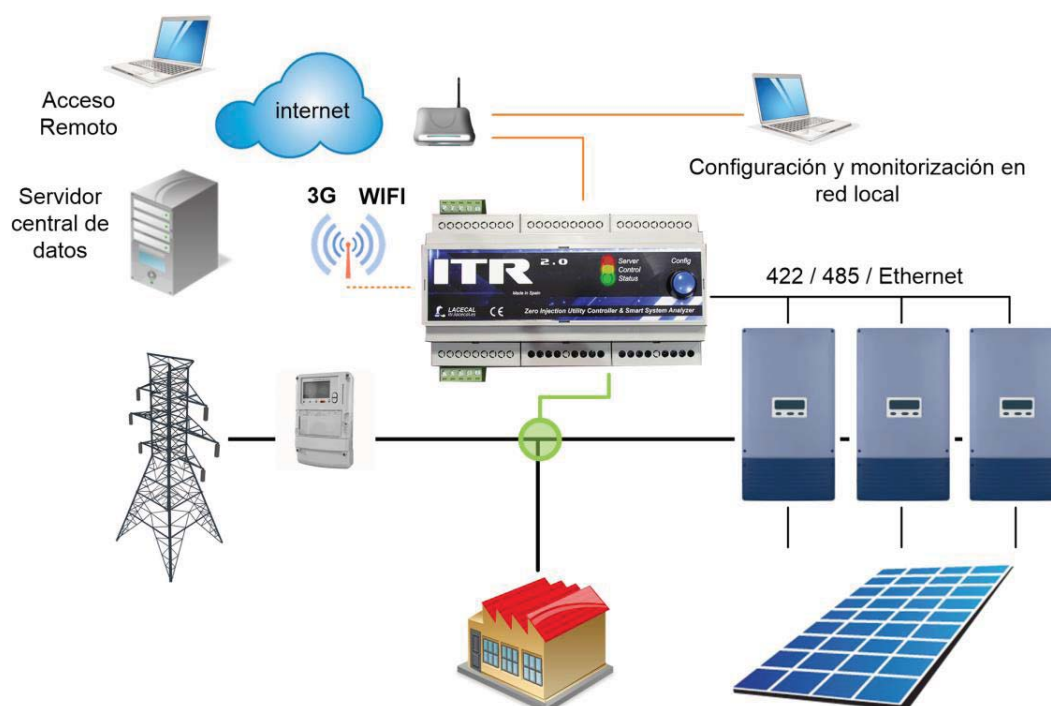 Acceso
Remoto
internet
Configuración y monitorización en
red local
Servidor
central de
datos
3G WIFI
ITR 2.0
Made in Spain
Server
Control
Status
Config
LACECAL
CE
Zero Injection Utility Controller & Smart System Analyzer
422 / 485 / Ethernet